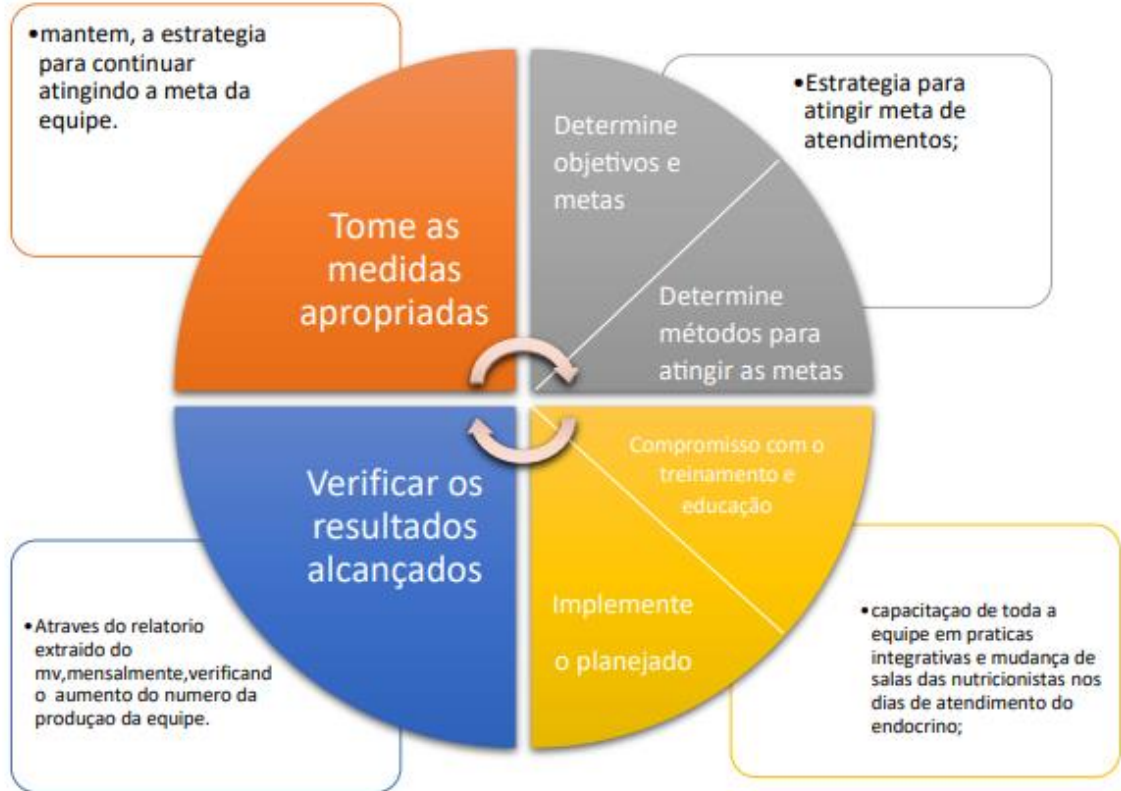 •mantem, a estrategia
para continuar
atingindo a meta da
equipe.
Tome as
medidas
apropriadas
Determine
objetivos e
metas
Determine
métodos para
atingir as metas
•Estrategia para
atingir meta de
atendimentos;
Verificar os
resultados
alcançados
•Atraves do relatorio
extraido do
mv,mensalmente,verificand
o aumento do numero da
produçao da equipe.
Compromisso com o
treinamento e
educação
Implemente
o planejado
•capacitaçao de toda a
equipe em praticas
integrativas e mudança de
salas das nutricionistas nos
dias de atendimento do
endocrino;